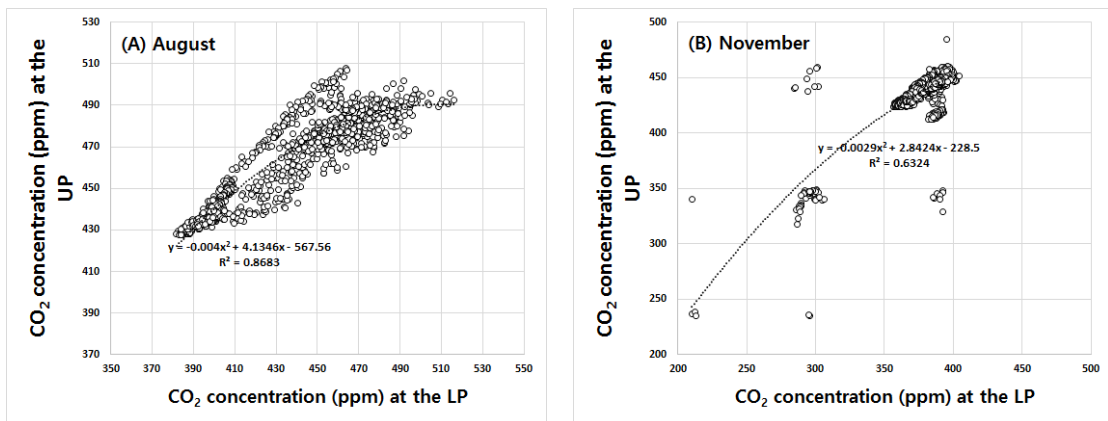 (A) August
CO₂ concentration (ppm) at the
UP
530
510
490
470
450
430
410
390
370
y = -0.004x² + 4.1346x - 567.56
R² = 0.8683
350 370 390 410 430 450 470 490 510 530 550
CO₂ concentration (ppm) at the LP
(B) November
CO₂ concentration (ppm) at the
UP
500
450
400
350
300
250
200
y = -0.0029x² + 2.8424x - 228.5
R² = 0.6324
200 250 300 350 400 450 500
CO₂ concentration (ppm) at the LP